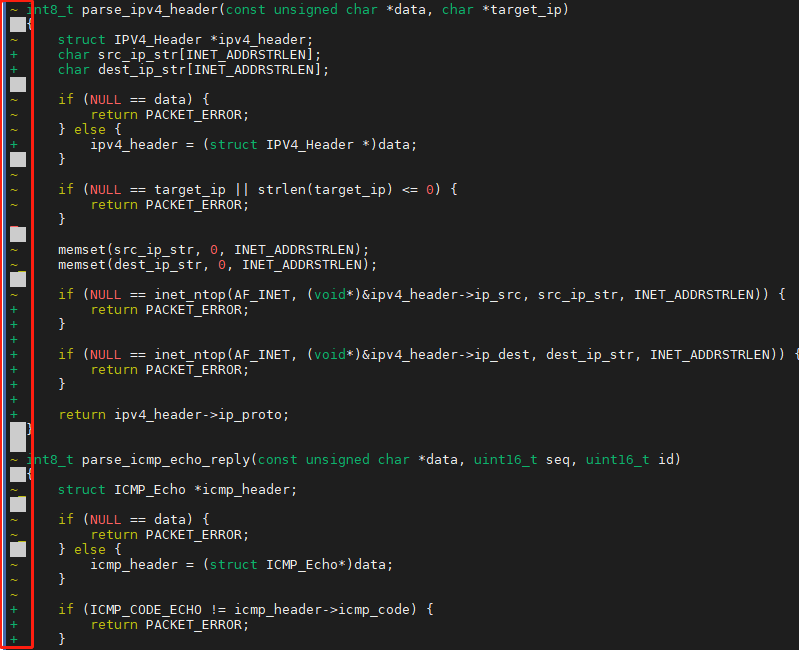 ~ int8_t parse_ipv4_header(const unsigned char *data, char *target_ip)
{
~ struct IPV4_Header *ipv4_header;
+ char src_ip_str[INET_ADDRSTRLEN];
+ char dest_ip_str[INET_ADDRSTRLEN];
~ if (NULL == data) {
~ return PACKET_ERROR;
~ } else {
+ ipv4_header = (struct IPV4_Header *)data;
}
~
~ if (NULL == target_ip || strlen(target_ip) <= 0) {
~ return PACKET_ERROR;
}
~ memset(src_ip_str, 0, INET_ADDRSTRLEN);
~ memset(dest_ip_str, 0, INET_ADDRSTRLEN);
~ if (NULL == inet_ntop(AF_INET, (void*)&ipv4_header->ip_src, src_ip_str, INET_ADDRSTRLEN)) {
+ return PACKET_ERROR;
+ }
+
+ if (NULL == inet_ntop(AF_INET, (void*)&ipv4_header->ip_dest, dest_ip_str, INET_ADDRSTRLEN)) {
+ return PACKET_ERROR;
+ }
+
+ return ipv4_header->ip_proto;
}
~ int8_t parse_icmp_echo_reply(const unsigned char *data, uint16_t seq, uint16_t id)
{
~ struct ICMP_Echo *icmp_header;
~ if (NULL == data) {
~ return PACKET_ERROR;
} else {
~ icmp_header = (struct ICMP_Echo*)data;
~ }
~
+ if (ICMP_CODE_ECHO != icmp_header->icmp_code) {
+ return PACKET_ERROR;
+ }